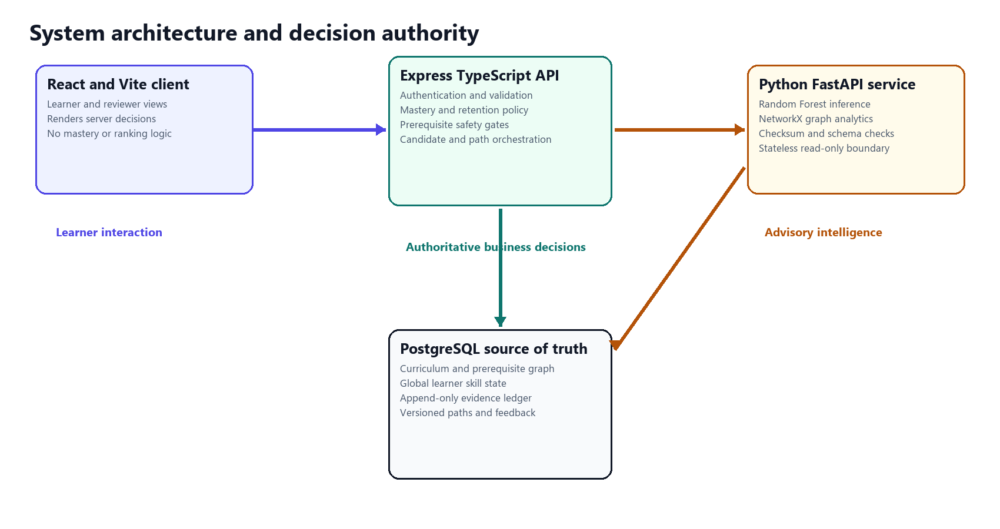 System architecture and decision authority
React and Vite client
Learner and reviewer views
Renders server decisions
No mastery or ranking logic
Learner interaction
Express TypeScript API
Authentication and validation
Mastery and retention policy
Prerequisite safety gates
Candidate and path orchestration
Authoritative business decisions
Python FastAPI service
Random Forest inference
NetworkX graph analytics
Checksum and schema checks
Stateless read-only boundary
Advisory intelligence
PostgreSQL source of truth
Curriculum and prerequisite graph
Global learner skill state
Append-only evidence ledger
Versioned paths and feedback